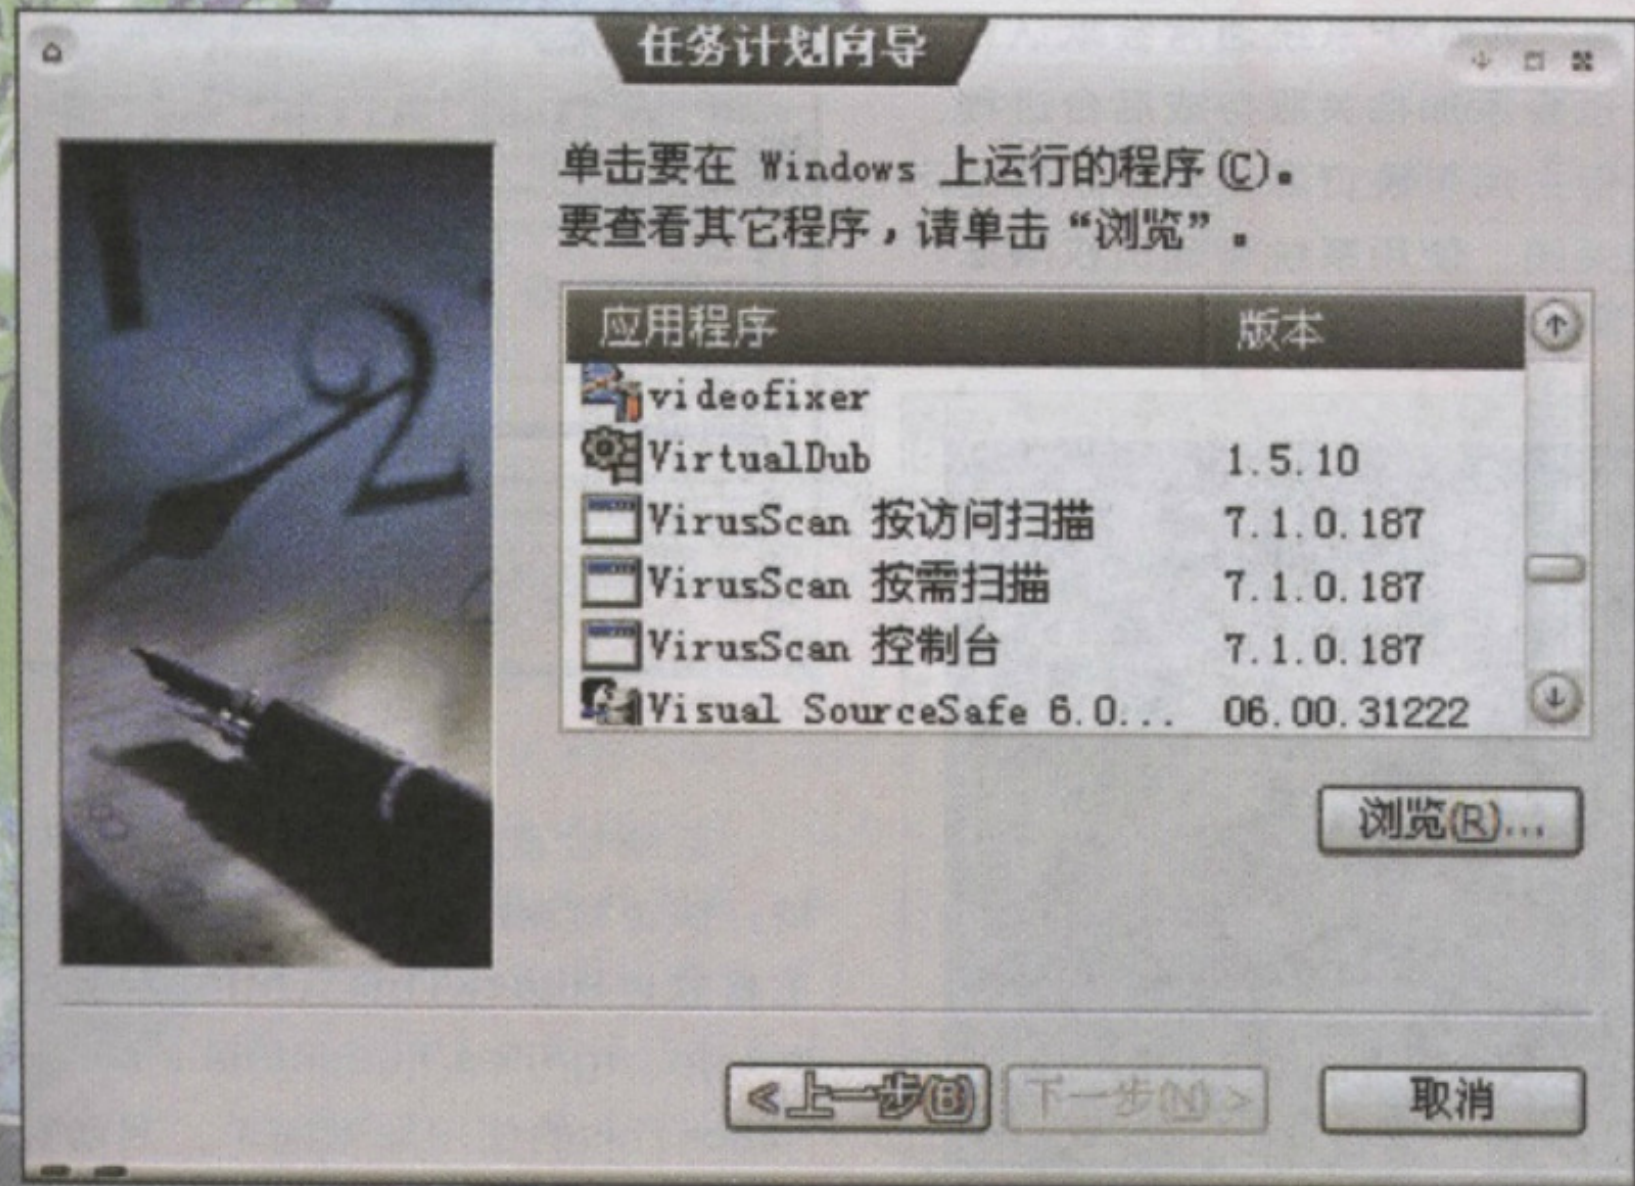 任务计划向导
单击要在 Windows 上运行的程序(C)。
要查看其它程序，请单击“浏览”。
应用程序 版本
videofixer
VirtualDub 1.5.10
VirusScan 按访问扫描 7.1.0.187
VirusScan 按需扫描 7.1.0.187
VirusScan 控制台 7.1.0.187
Visual SourceSafe 6.0... 06.00.31222
浏览(R)...
<上一步(B) 下一步(N)> 取消